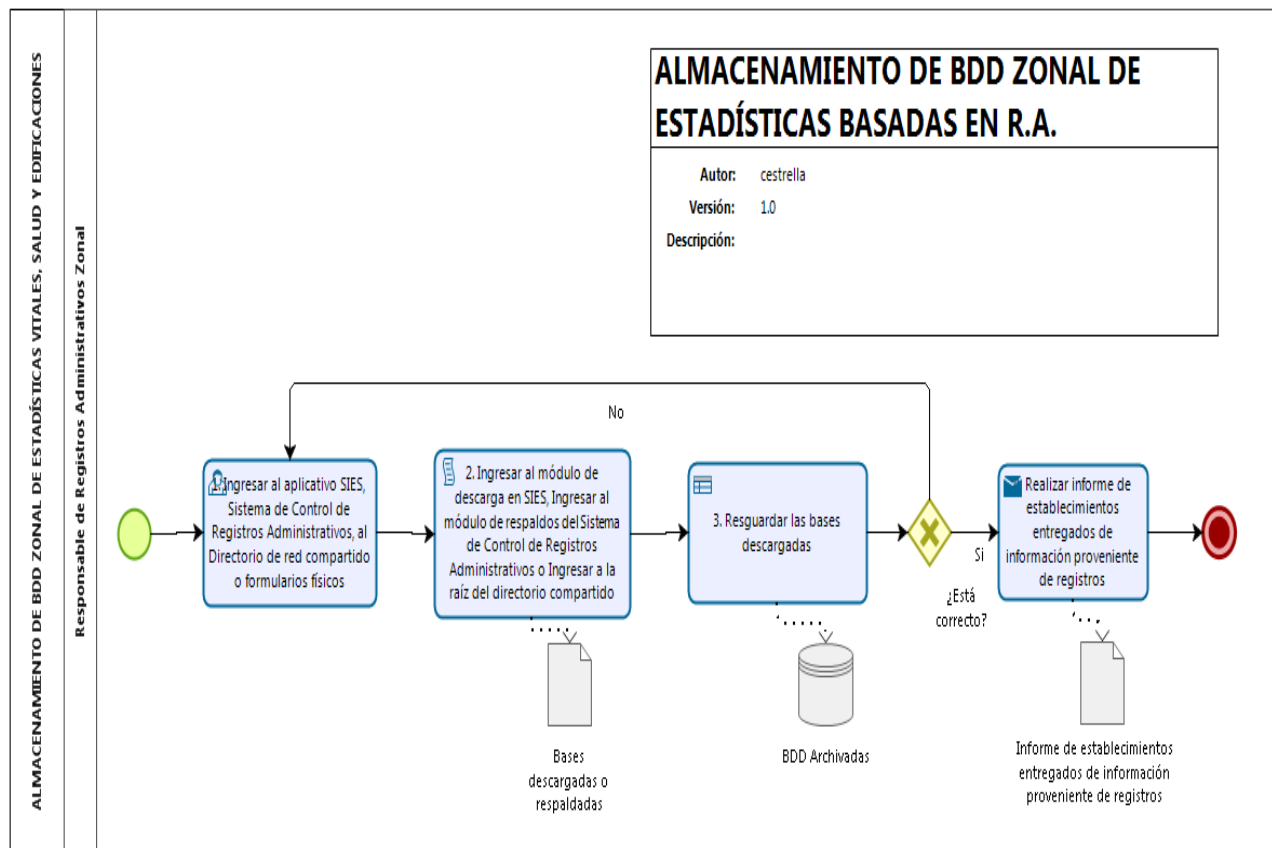 ALMACENAMIENTO DE BDD ZONAL DE ESTADÍSTICAS VITALES, SALUD Y EDIFICACIONES
Responsable de Registros Administrativos Zonal
ALMACENAMIENTO DE BDD ZONAL DE
ESTADÍSTICAS BASADAS EN R.A.
Autor: cestrella
Versión: 1.0
Descripción:
No
1. Ingresar al aplicativo SIES,
Sistema de Control de
Registros Administrativos, al
Directorio de red compartido
o formularios físicos
2. Ingresar al módulo de
descarga en SIES, Ingresar al
módulo de respaldos del Sistema
de Control de Registros
Administrativos o Ingresar a la
raíz del directorio compartido
3. Resguardar las bases
descargadas
Si
¿Está
correcto?
Realizar informe de
establecimientos
entregados de
información proveniente
de registros
Bases
descargadas o
respaldadas
BDD Archivadas
Informe de establecimientos
entregados de información
proveniente de registros